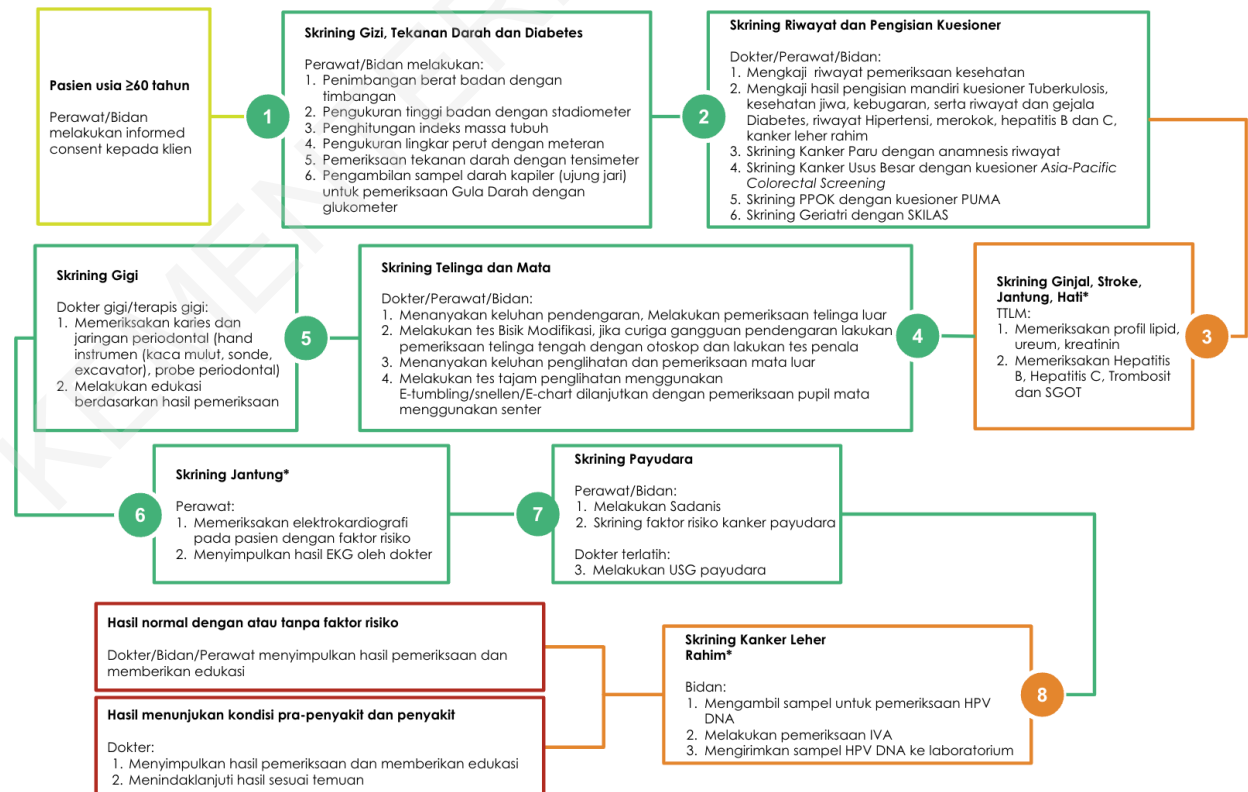 Pasien usia ≥60 tahun
Perawat/Bidan
melakukan informed
consent kepada klien
1
Skrining Gizi, Tekanan Darah dan Diabetes
Perawat/Bidan melakukan:
1. Penimbangan berat badan dengan
timbangan
2. Pengukuran tinggi badan dengan stadiometer
3. Penghitungan indeks massa tubuh
4. Pengukuran lingkar perut dengan meteran
5. Pemeriksaan tekanan darah dengan tensimeter
6. Pengambilan sampel darah kapiler (ujung jari)
untuk pemeriksaan Gula Darah dengan
glukometer
2
Skrining Riwayat dan Pengisian Kuesioner
Dokter/Perawat/Bidan:
1. Mengkaji riwayat pemeriksaan kesehatan
2. Mengkaji hasil pengisian mandiri kuesioner Tuberkulosis,
kesehatan jiwa, kebugaran, serta riwayat dan gejala
Diabetes, riwayat Hipertensi, merokok, hepatitis B dan C,
kanker leher rahim
3. Skrining Kanker Paru dengan anamnesis riwayat
4. Skrining Kanker Usus Besar dengan kuesioner Asia-Pacific
Colorectal Screening
5. Skrining PPOK dengan kuesioner PUMA
6. Skrining Geriatri dengan SKILAS
3
Skrining Ginjal, Stroke,
Jantung, Hati*
TTLM:
1. Memeriksakan profil lipid,
ureum, kreatinin
2. Memeriksakan Hepatitis
B, Hepatitis C, Trombosit
dan SGOT
4
Skrining Telinga dan Mata
Dokter/Perawat/Bidan:
1. Menanyakan keluhan pendengaran, Melakukan pemeriksaan telinga luar
2. Melakukan tes Bisik Modifikasi, jika curiga gangguan pendengaran lakukan
pemeriksaan telinga tengah dengan otoskop dan lakukan tes penala
3. Menanyakan keluhan penglihatan dan pemeriksaan mata luar
4. Melakukan tes tajam penglihatan menggunakan
E-tumbling/snellen/E-chart dilanjutkan dengan pemeriksaan pupil mata
menggunakan senter
5
Skrining Gigi
Dokter gigi/terapis gigi:
1. Memeriksakan karies dan
jaringan periodontal (hand
instrumen (kaca mulut, sonde,
excavator), probe periodontal)
2. Melakukan edukasi
berdasarkan hasil pemeriksaan
6
Skrining Jantung*
Perawat:
1. Memeriksakan elektrokardiografi
pada pasien dengan faktor risiko
2. Menyimpulkan hasil EKG oleh dokter
7
Skrining Payudara
Perawat/Bidan:
1. Melakukan Sadanis
2. Skrining faktor risiko kanker payudara
Dokter terlatih:
3. Melakukan USG payudara
8
Skrining Kanker Leher
Rahim*
Bidan:
1. Mengambil sampel untuk pemeriksaan HPV
DNA
2. Melakukan pemeriksaan IVA
3. Mengirimkan sampel HPV DNA ke laboratorium
Hasil normal dengan atau tanpa faktor risiko
Dokter/Bidan/Perawat menyimpulkan hasil pemeriksaan dan
memberikan edukasi
Hasil menunjukan kondisi pra-penyakit dan penyakit
Dokter:
1. Menyimpulkan hasil pemeriksaan dan memberikan edukasi
2. Menindaklanjuti hasil sesuai temuan